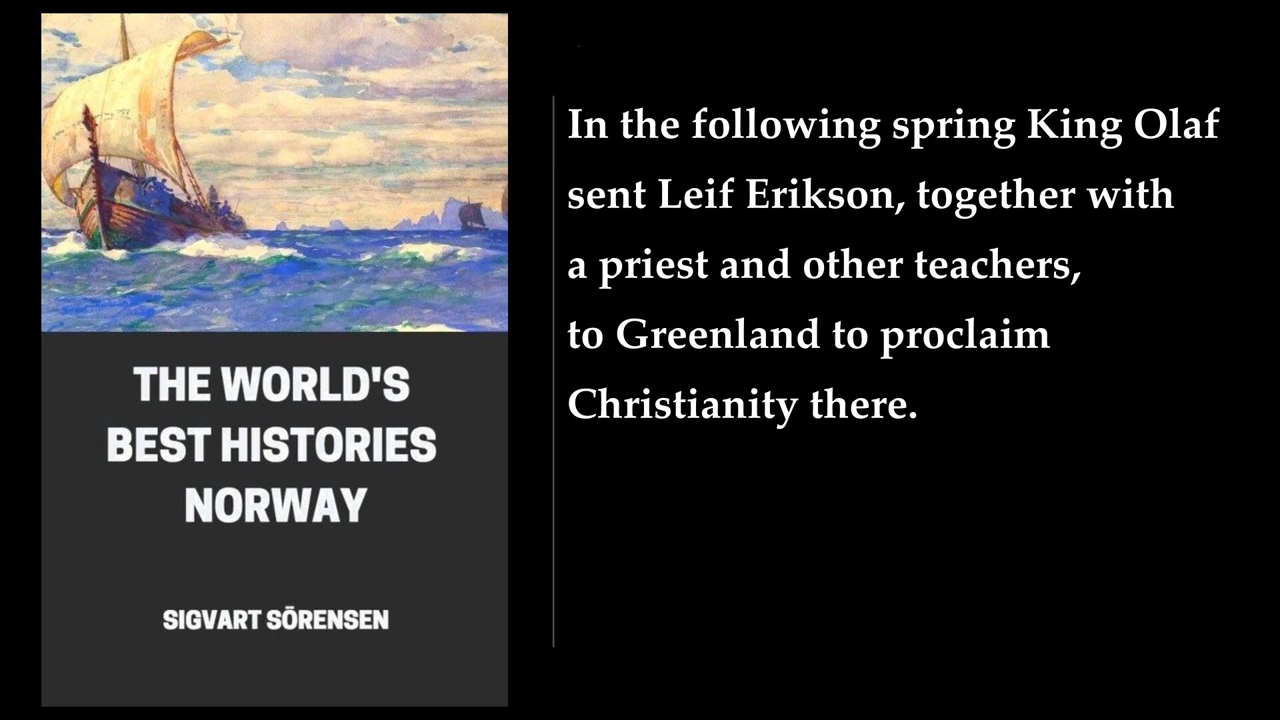 THE WORLD'S
BEST HISTORIES
NORWAY
SIGVART SÖRENSEN
In the following spring King Olaf
sent Leif Erikson, together with
a priest and other teachers,
to Greenland to proclaim
Christianity there.